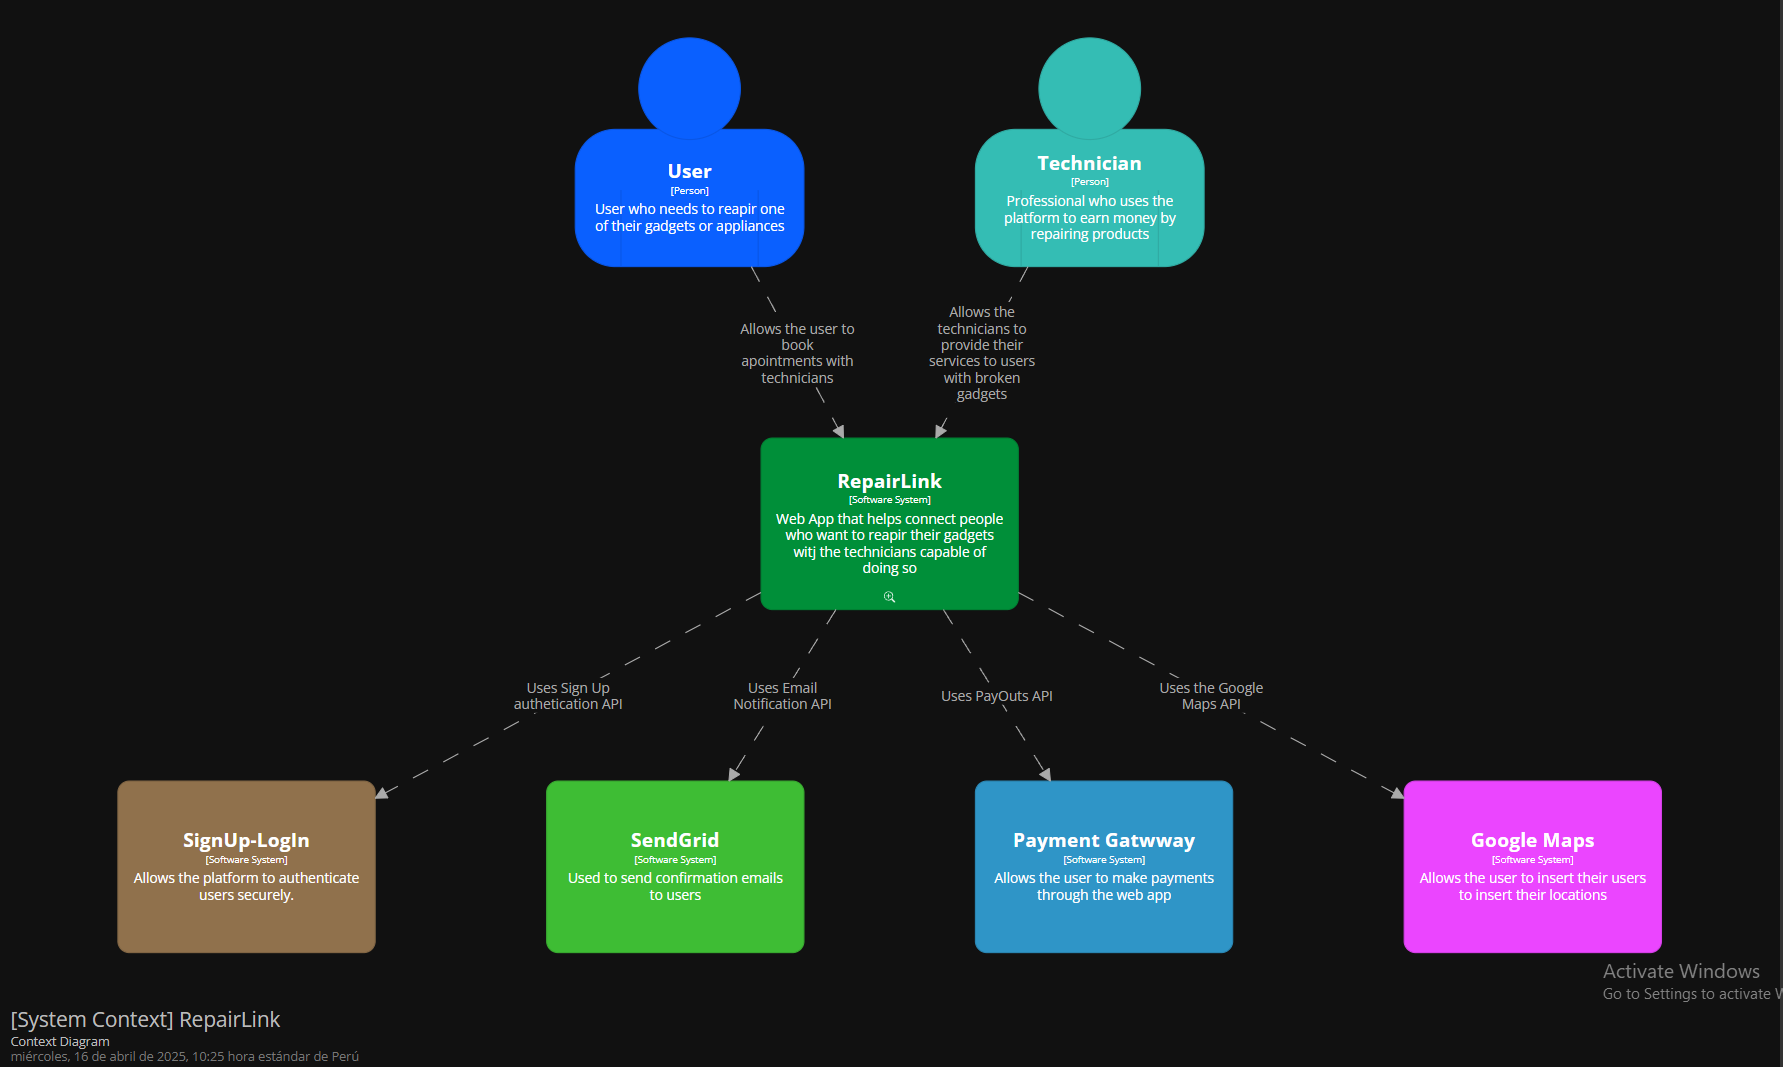 User
[Person]
User who needs to reapir one
of their gadgets or appliances
Technician
[Person]
Professional who uses the
platform to earn money by
repairing products
Allows the user to
book
apointments with
technicians
Allows the
technicians to
provide their
services to users
with broken
gadgets
RepairLink
[Software System]
Web App that helps connect people
who want to reapir their gadgets
witj the technicians capable of
doing so
Uses Sign Up
authetication API
Uses Email
Notification API
Uses PayOuts API
Uses the Google
Maps API
SignUp-LogIn
[Software System]
Allows the platform to authenticate
users securely.
SendGrid
[Software System]
Used to send confirmation emails
to users
Payment Gatwway
[Software System]
Allows the user to make payments
through the web app
Google Maps
[Software System]
Allows the user to insert their users
to insert their locations
Activate Windows
Go to Settings to activate W
[System Context] RepairLink
Context Diagram
miércoles, 16 de abril de 2025, 10:25 hora estándar de Perú